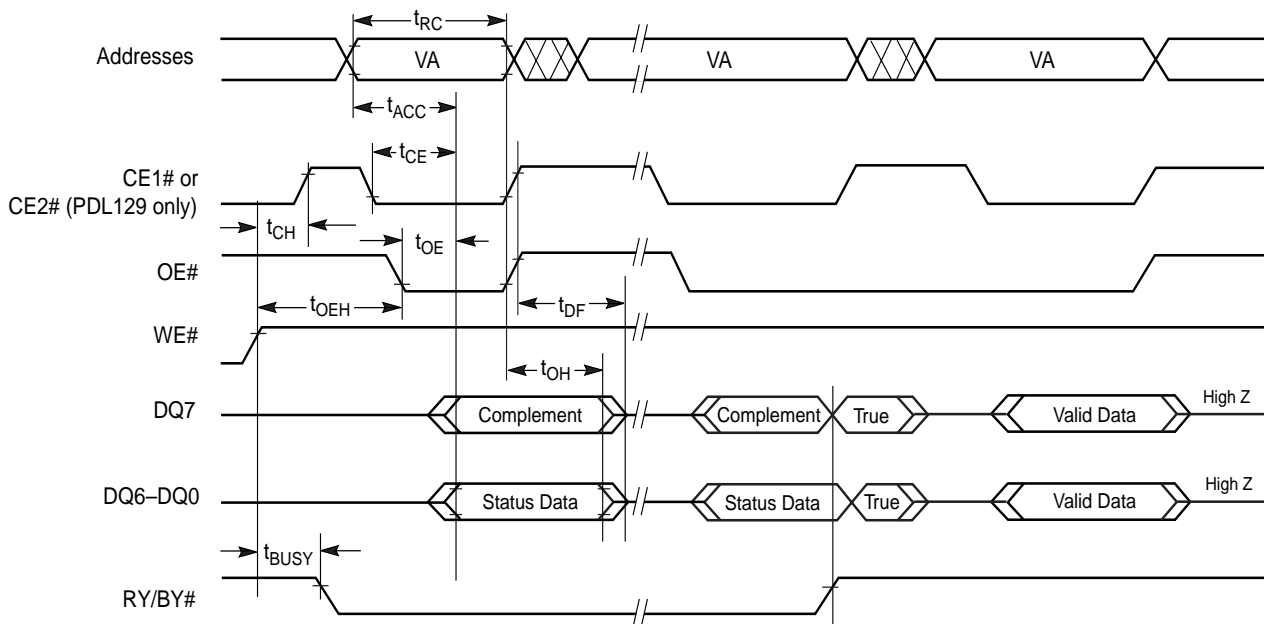 tRC
Addresses
VA
VA
VA
tACC
tCE
CE1# or
CE2# (PDL129 only)
tCH
tOE
OE#
tOEH
tDF
WE#
tOH
DQ7
Complement
Complement
True
Valid Data
High Z
DQ6–DQ0
Status Data
Status Data
True
Valid Data
High Z
tBUSY
RY/BY#